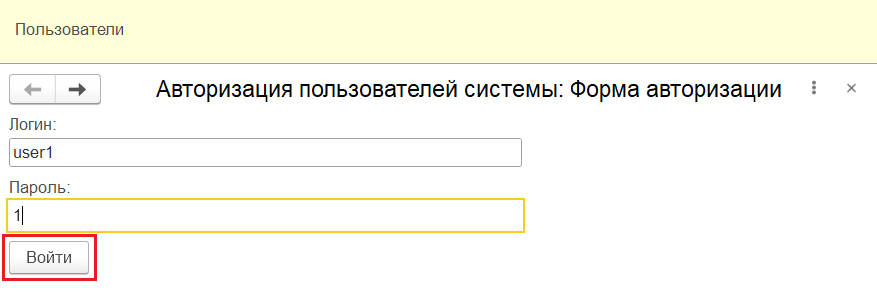 Пользователи
Авторизация пользователей системы: Форма авторизации
Логин:
user1
Пароль:
1
Войти